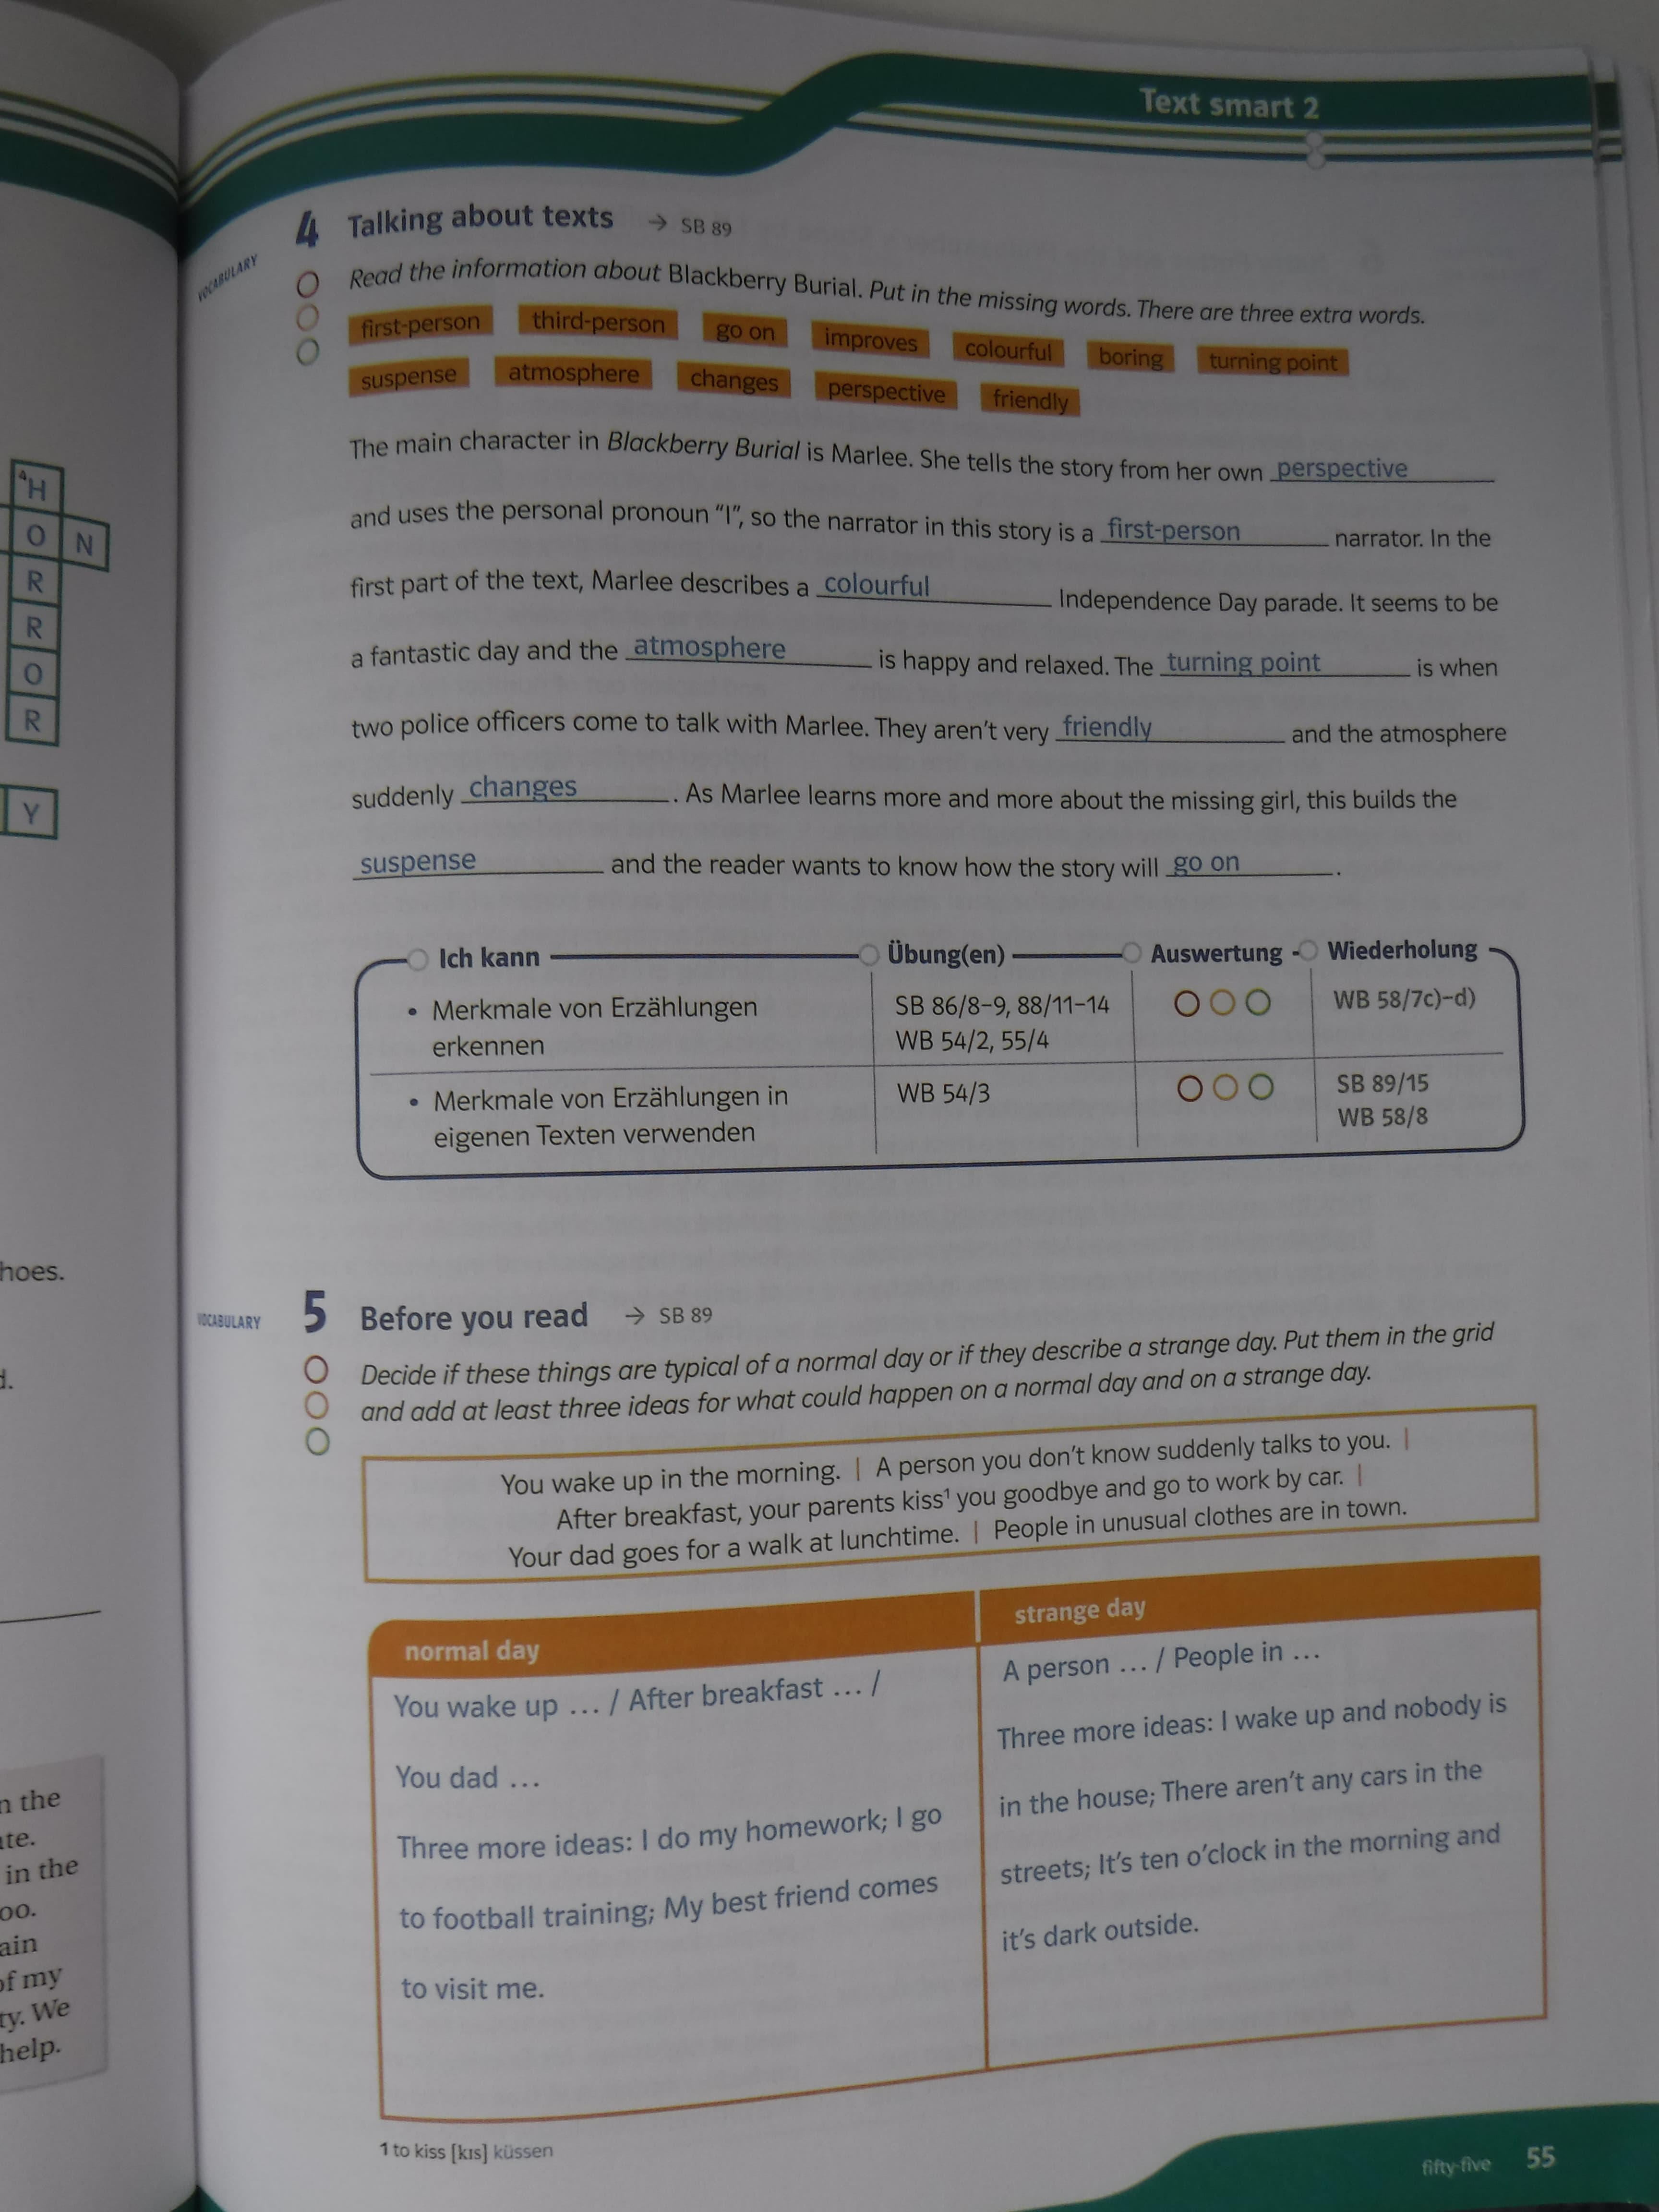 Text smart 2
4 Talking about texts → SB 89
VOCABULARY
Read the information about Blackberry Burial. Put in the missing words. There are three extra words.
first-person third-person go on improves colourful boring turning point
suspense atmosphere changes perspective friendly
The main character in Blackberry Burial is Marlee. She tells the story from her own perspective
and uses the personal pronoun “I”, so the narrator in this story is a first-person narrator. In the
first part of the text, Marlee describes a colourful Independence Day parade. It seems to be
a fantastic day and the atmosphere is happy and relaxed. The turning point is when
two police officers come to talk with Marlee. They aren’t very friendly and the atmosphere
suddenly changes. As Marlee learns more and more about the missing girl, this builds the
suspense and the reader wants to know how the story will go on.
Ich kann Übung(en) Auswertung Wiederholung
• Merkmale von Erzählungen SB 86/8–9, 88/11–14 WB 58/7c)–d)
erkennen WB 54/2, 55/4
• Merkmale von Erzählungen in WB 54/3 SB 89/15
eigenen Texten verwenden WB 58/8
VOCABULARY
5 Before you read → SB 89
Decide if these things are typical of a normal day or if they describe a strange day. Put them in the grid
and add at least three ideas for what could happen on a normal day and on a strange day.
You wake up in the morning. | A person you don’t know suddenly talks to you. |
After breakfast, your parents kiss¹ you goodbye and go to work by car. |
Your dad goes for a walk at lunchtime. | People in unusual clothes are in town.
normal day
You wake up … / After breakfast … /
You dad …
Three more ideas: I do my homework; I go
to football training; My best friend comes
to visit me.
strange day
A person … / People in …
Three more ideas: I wake up and nobody is
in the house; There aren’t any cars in the
streets; It’s ten o’clock in the morning and
it’s dark outside.
1 to kiss [kɪs] küssen
fifty-five 55
4H
O N
R
R
O
R
Y
hoes.
d.
n the
in the
oo.
ain
of my
ty. We
help.